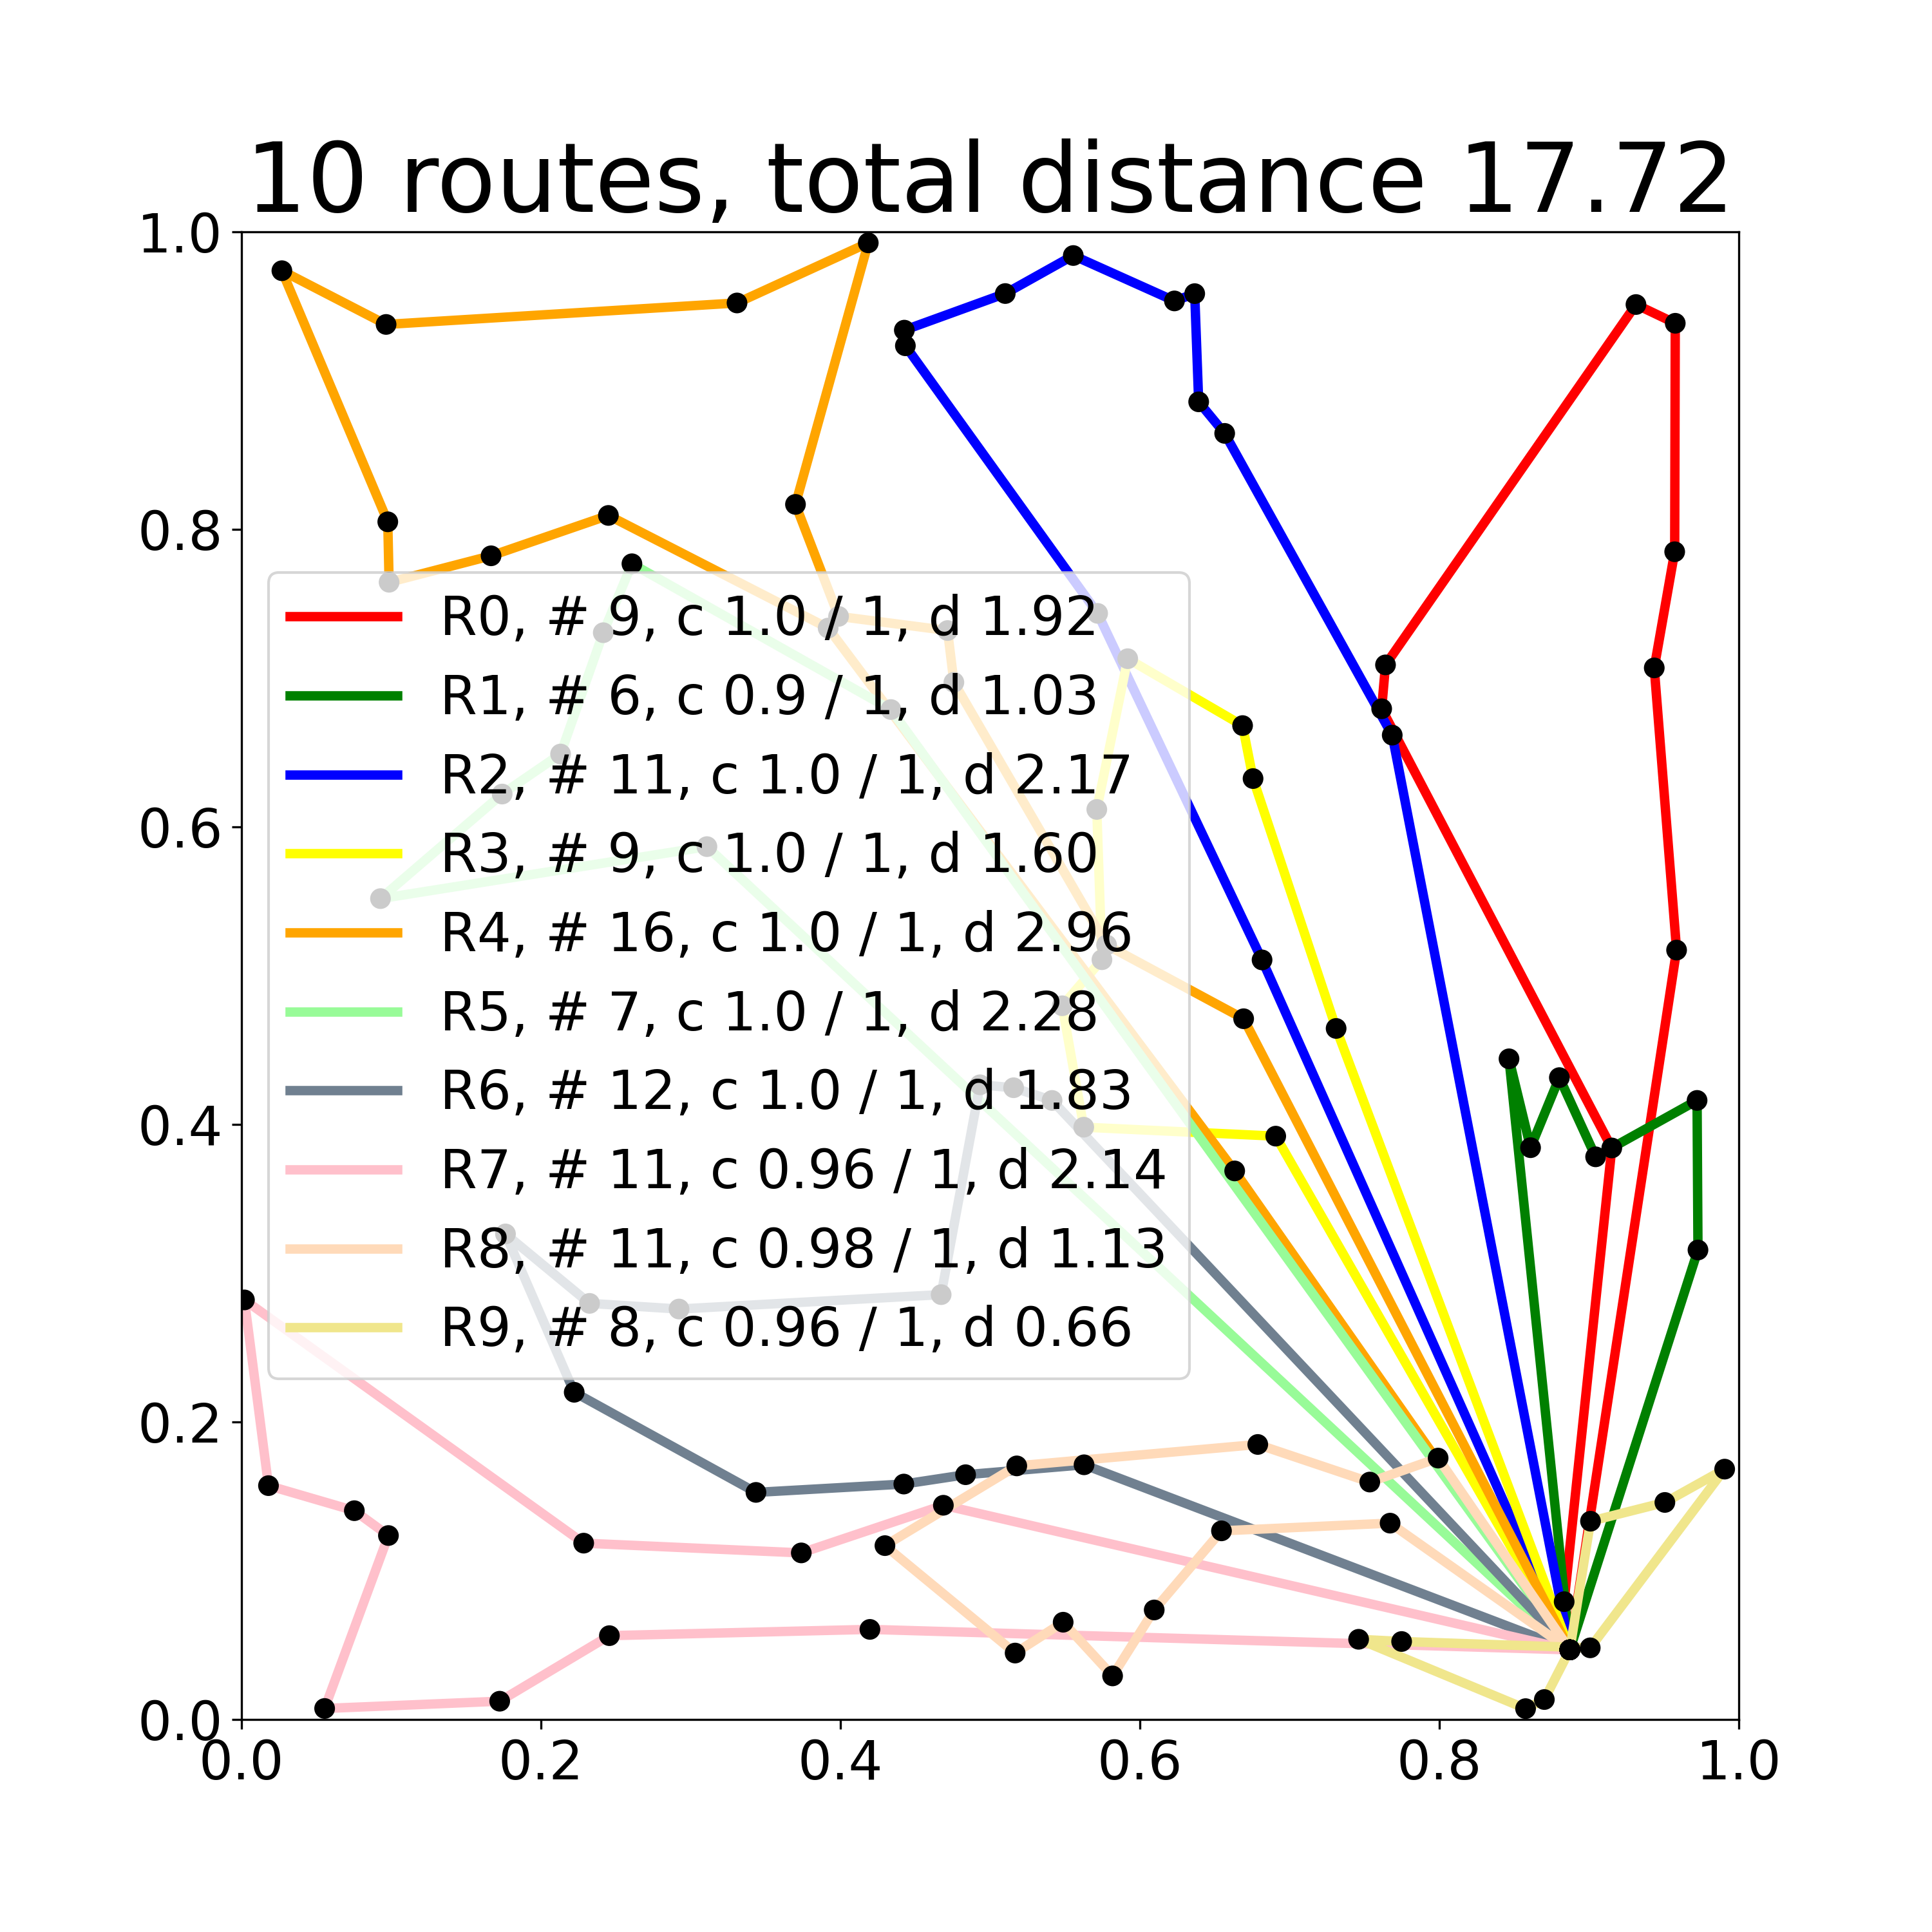 10 routes, total distance 17.72
1.0
0.8
0.6
0.4
0.2
0.0
R0, # 9, c 1.0 / 1, d 1.92
R1, # 6, c 0.9 / 1, d 1.03
R2, # 11, c 1.0 / 1, d 2.17
R3, # 9, c 1.0 / 1, d 1.60
R4, # 16, c 1.0 / 1, d 2.96
R5, # 7, c 1.0 / 1, d 2.28
R6, # 12, c 1.0 / 1, d 1.83
R7, # 11, c 0.96 / 1, d 2.14
R8, # 11, c 0.98 / 1, d 1.13
R9, # 8, c 0.96 / 1, d 0.66
0.0 0.2 0.4 0.6 0.8 1.0